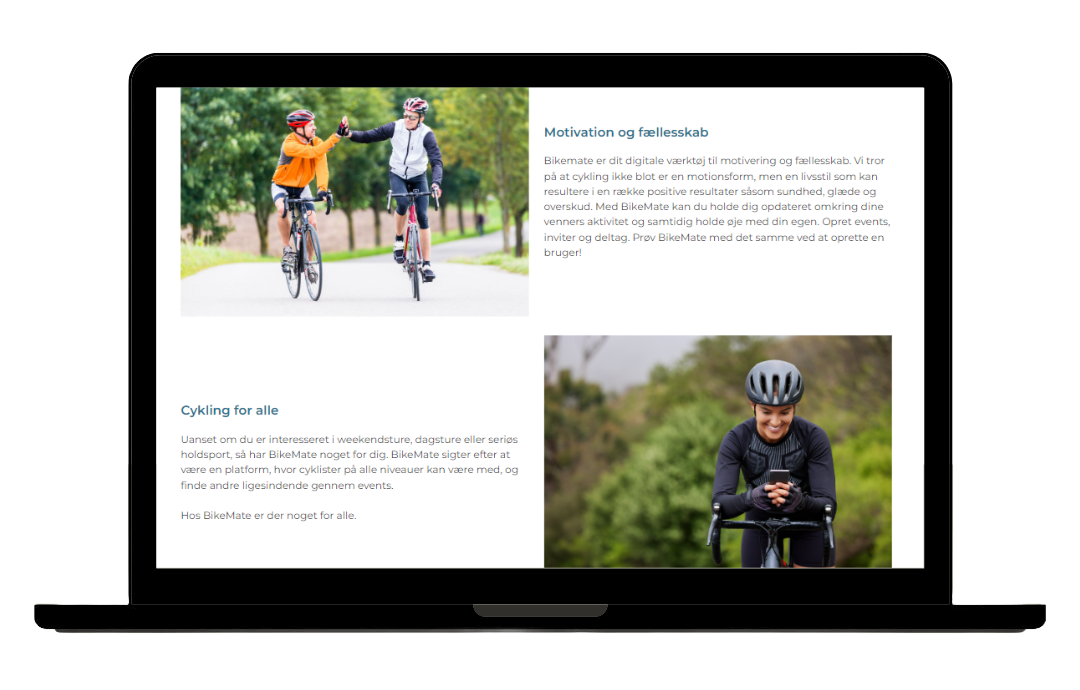 Motivation og fællesskab
Bikemate er dit digitale værktøj til motivering og fællesskab. Vi tror
på at cykling ikke blot er en motionsform, men en livsstil som kan
resultere i en række positive resultater såsom sundhed, glæde og
overskud. Med BikeMate kan du holde dig opdateret omkring dine
venners aktivitet og samtidig holde øje med din egen. Opret events,
inviter og deltag. Prøv BikeMate med det samme ved at oprette en
bruger!
Cykling for alle
Uanset om du er interesseret i weekendsture, dagsture eller seriøs
holdsport, så har BikeMate noget for dig. BikeMate sigter efter at
være en platform, hvor cyklister på alle niveauer kan være med, og
finde andre ligesindende gennem events.
Hos BikeMate er der noget for alle.